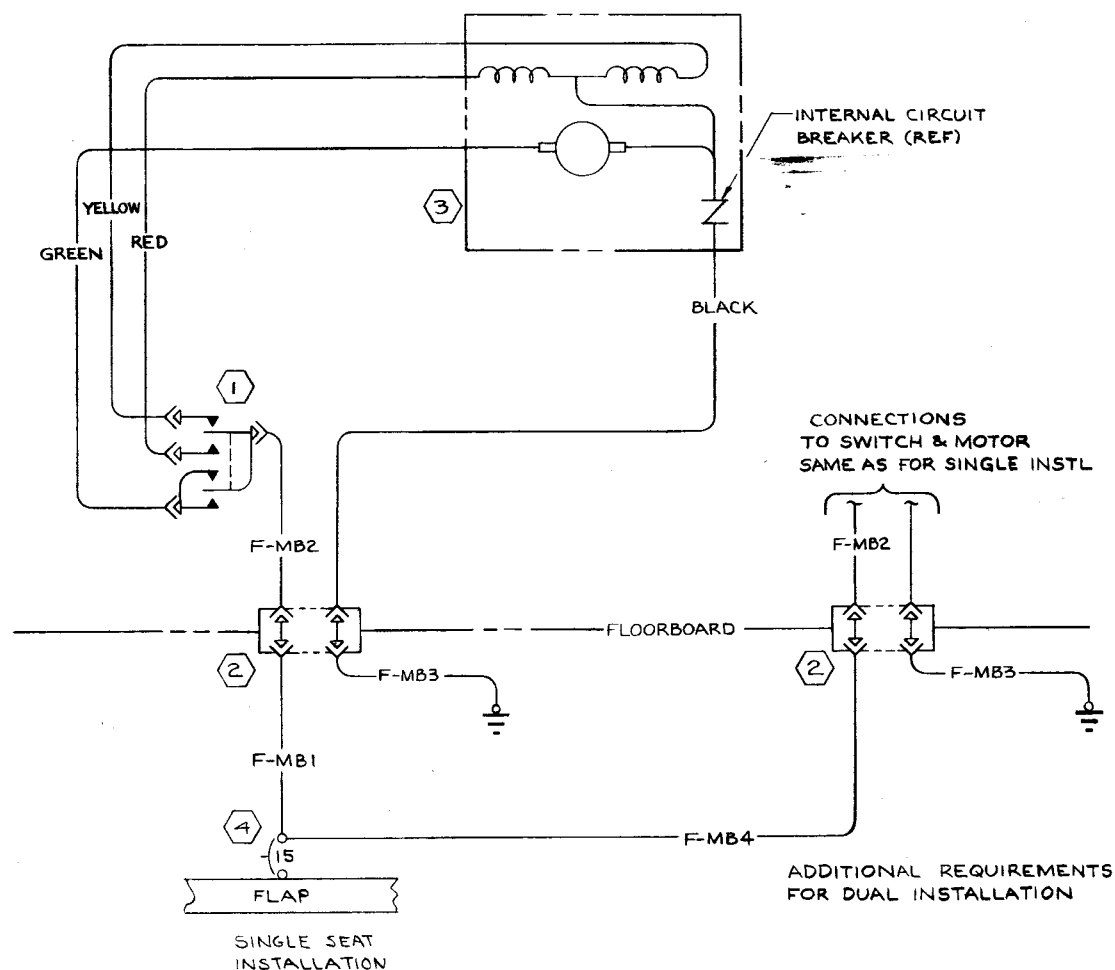 INTERNAL CIRCUIT
BREAKER (REF)
3
YELLOW
RED
GREEN
BLACK
1
CONNECTIONS
TO SWITCH & MOTOR
SAME AS FOR SINGLE INSTL
F-MB2
F-MB2
FLOORBOARD
2
F-MB3
2
F-MB3
F-MB1
4
15
F-MB4
FLAP
ADDITIONAL REQUIREMENTS
FOR DUAL INSTALLATION
SINGLE SEAT
INSTALLATION